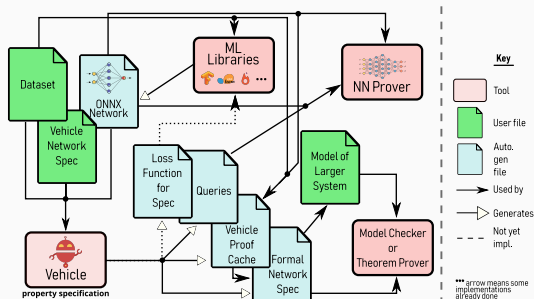 Dataset
ONNX
Network
Vehicle
Network
Spec
ML
Libraries
•••
NN Prover
Loss
Function
for
Spec
Queries
Vehicle
Proof
Cache
Formal
Network
Spec
Model of
Larger
System
Model Checker
or
Theorem Prover
Vehicle
property specification
Key
Tool
User file
Auto.
gen
file
Used by
Generates
Not yet
impl.
••• arrow means some
implementations
already done